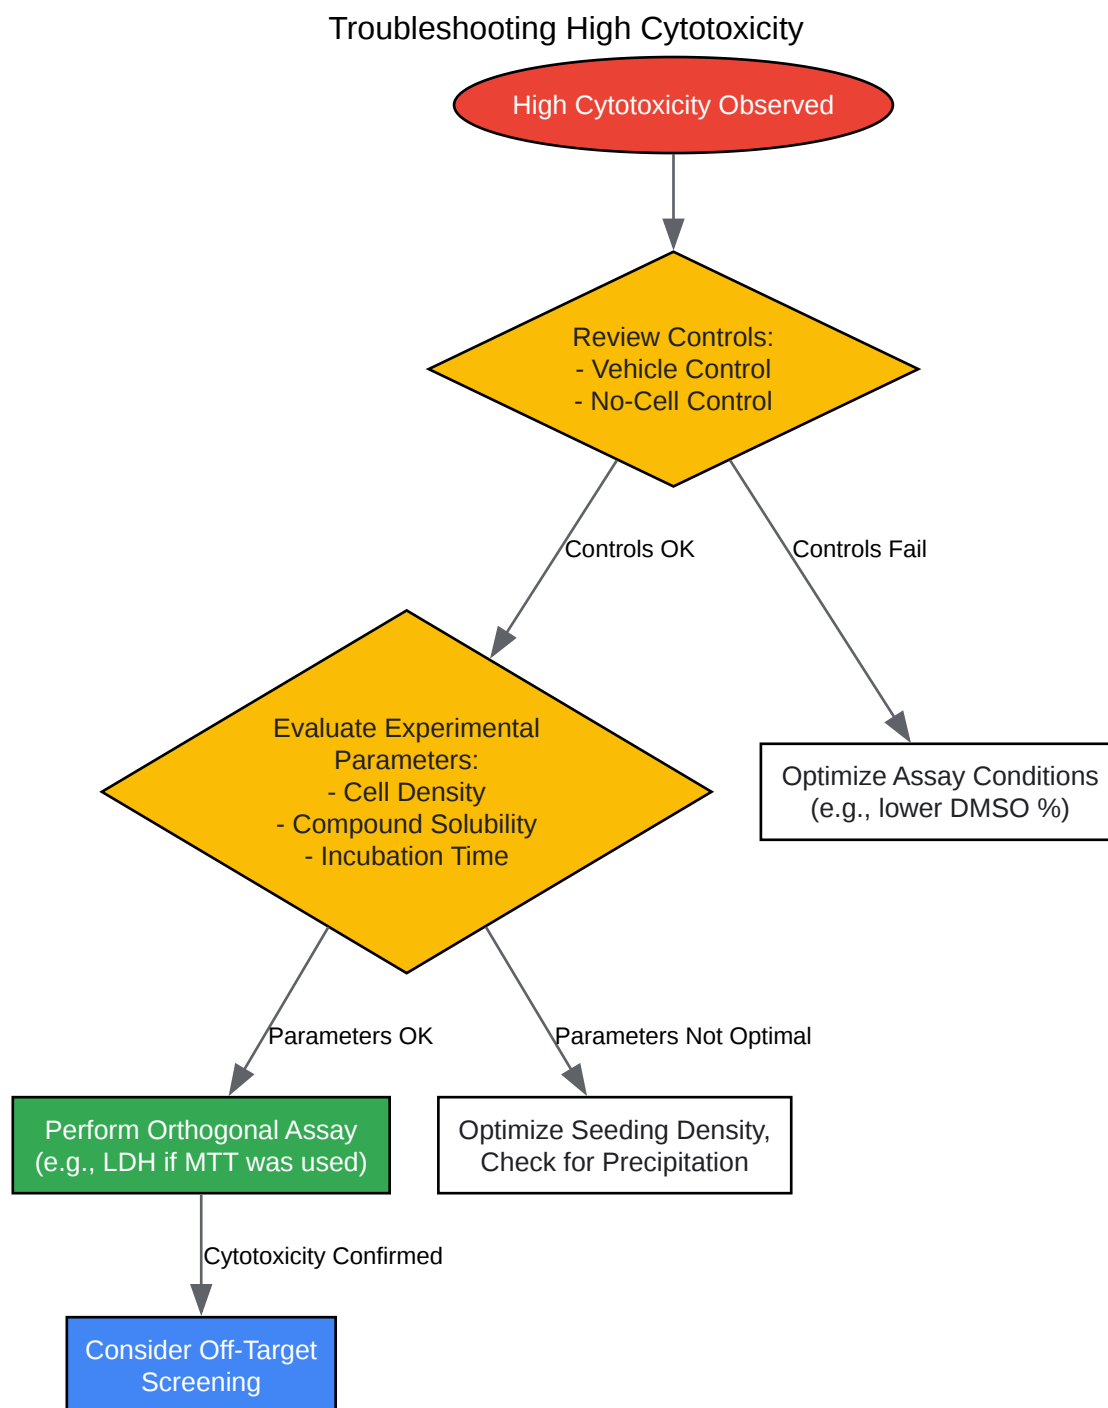 Troubleshooting High Cytotoxicity
High Cytotoxicity Observed
Review Controls:
- Vehicle Control
- No-Cell Control
Controls OK
Controls Fail
Evaluate Experimental
Parameters:
- Cell Density
- Compound Solubility
- Incubation Time
Optimize Assay Conditions
(e.g., lower DMSO %)
Parameters OK
Parameters Not Optimal
Perform Orthogonal Assay
(e.g., LDH if MTT was used)
Optimize Seeding Density,
Check for Precipitation
Cytotoxicity Confirmed
Consider Off-Target
Screening